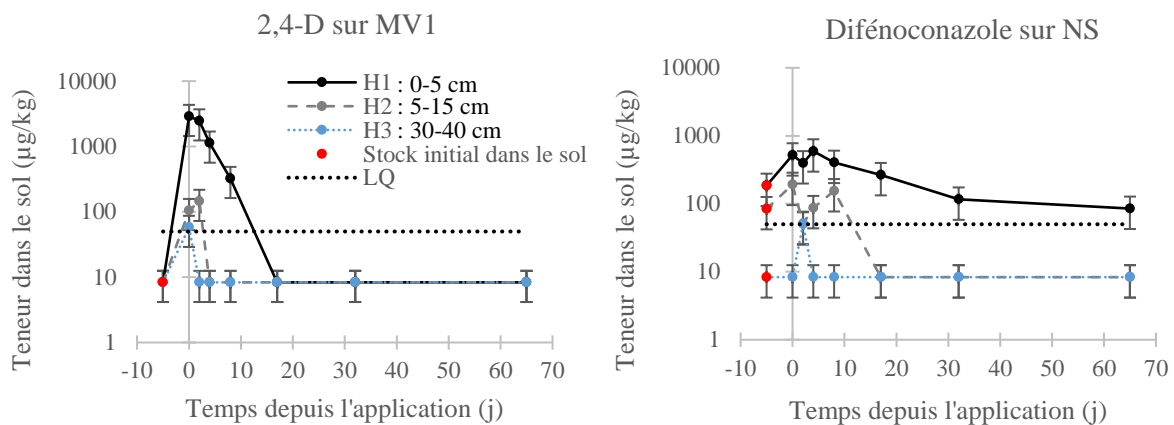 2,4-D sur MV1
Teneur dans le sol (µg/kg)
10000
1000
100
10
1
-10 0 10 20 30 40 50 60 70
Temps depuis l'application (j)
H1 : 0-5 cm
H2 : 5-15 cm
H3 : 30-40 cm
Stock initial dans le sol
LQ
Difénoconazole sur NS
Teneur dans le sol (µg/kg)
10000
1000
100
10
1
-10 0 10 20 30 40 50 60 70
Temps depuis l'application (j)